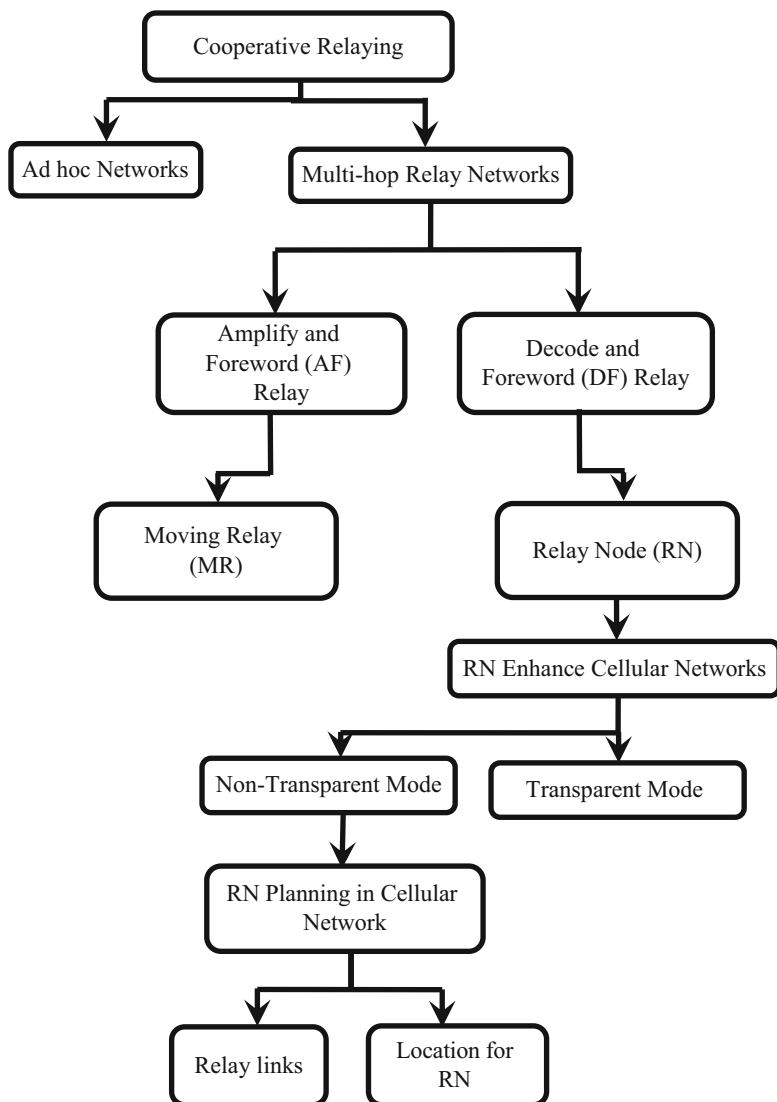 Cooperative Relaying
Ad hoc Networks
Multi-hop Relay Networks
Amplify and
Foreword (AF)
Relay
Decode and
Foreword (DF) Relay
Moving Relay
(MR)
Relay Node (RN)
RN Enhance Cellular Networks
Non-Transparent Mode
Transparent Mode
RN Planning in Cellular
Network
Relay links
Location for
RN